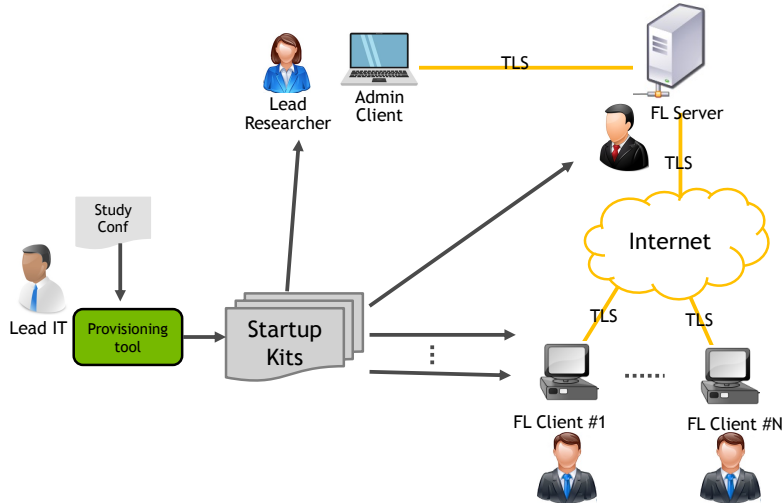 TLS
Lead
Researcher
Admin
Client
FL Server
TLS
Study
Conf
Internet
Lead IT
Provisioning
tool
Startup
Kits
TLS
TLS
FL Client #1
FL Client #N